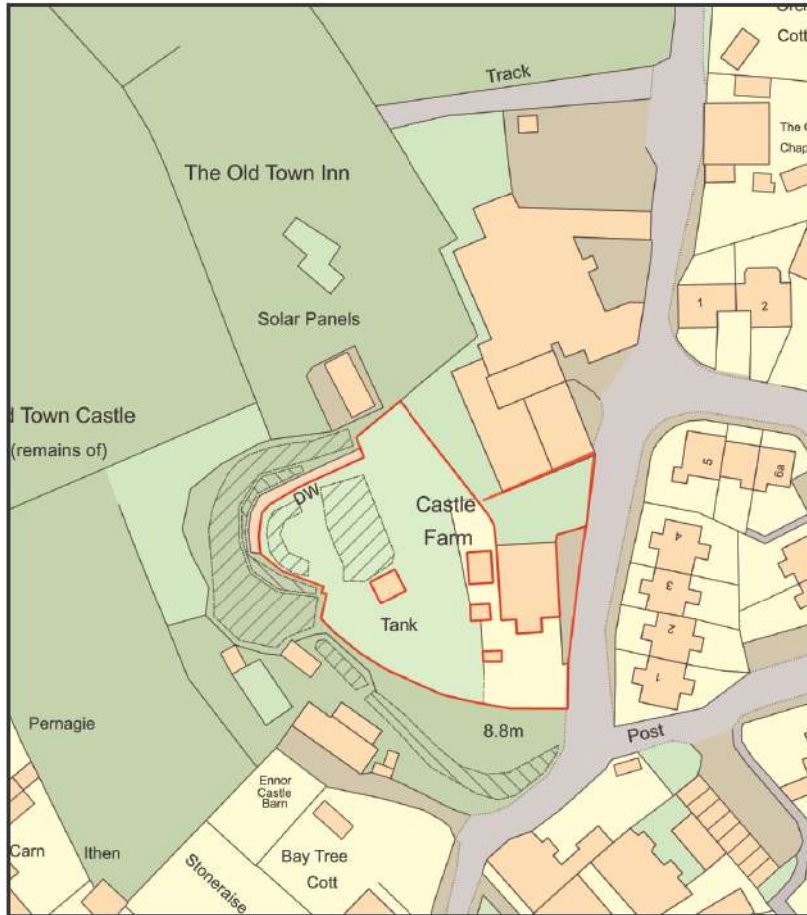 Cott
Track
The
Chap
The Old Town Inn
1
2
Solar Panels
Town Castle
(remains of)
5
6a
DW
Castle
Farm
4
3
2
1
Tank
Pernagie
8.8m
Post
Ennor
Castle
Barn
Carn
Ithen
Bay Tree
Cott
Stoneraise